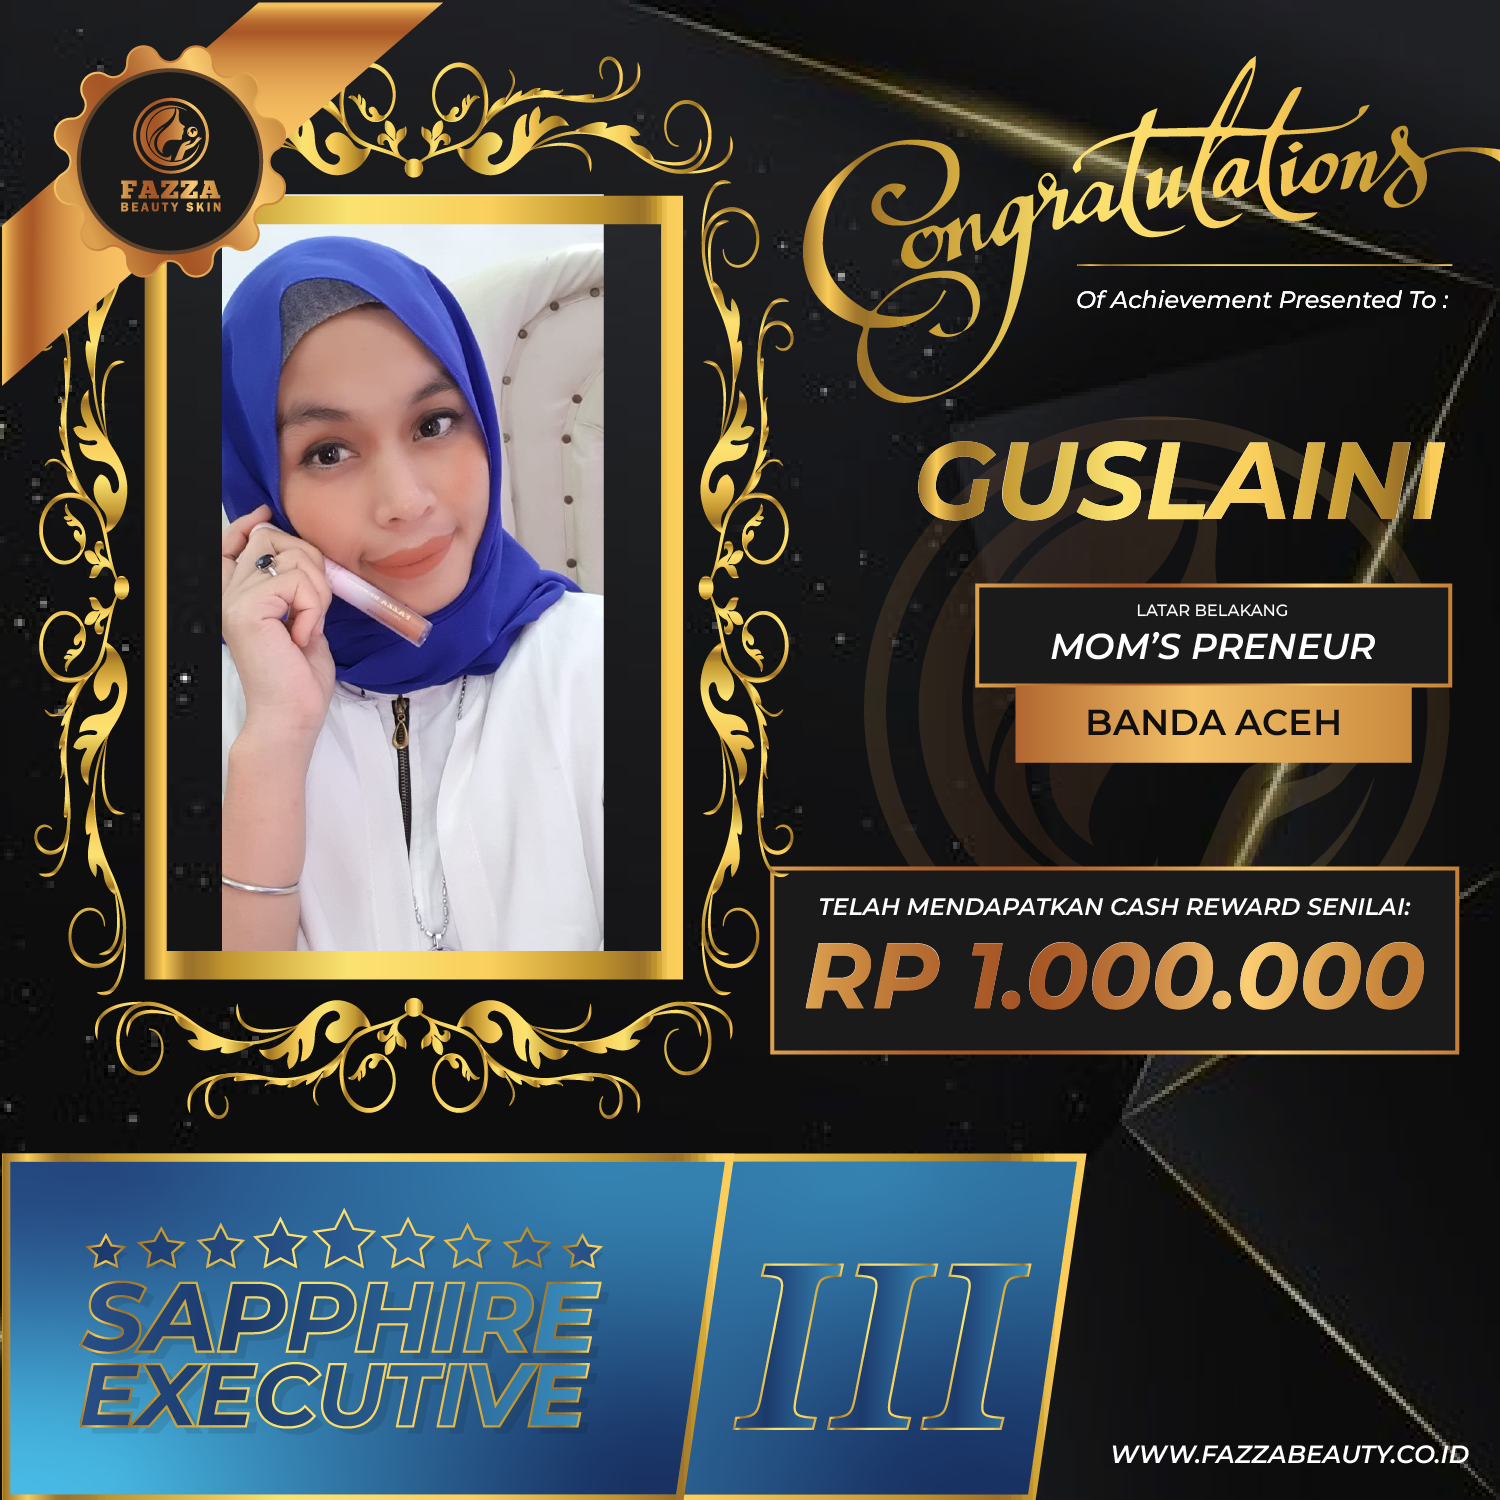 FAZZA
BEAUTY SKIN
Congratulations
Of Achievement Presented To :
GUSLAINI
LATAR BELAKANG
MOM’S PRENEUR
BANDA ACEH
TELAH MENDAPATKAN CASH REWARD SENILAI:
RP 1.000.000
SAPPHIRE
EXECUTIVE
III
WWW.FAZZABEAUTY.CO.ID